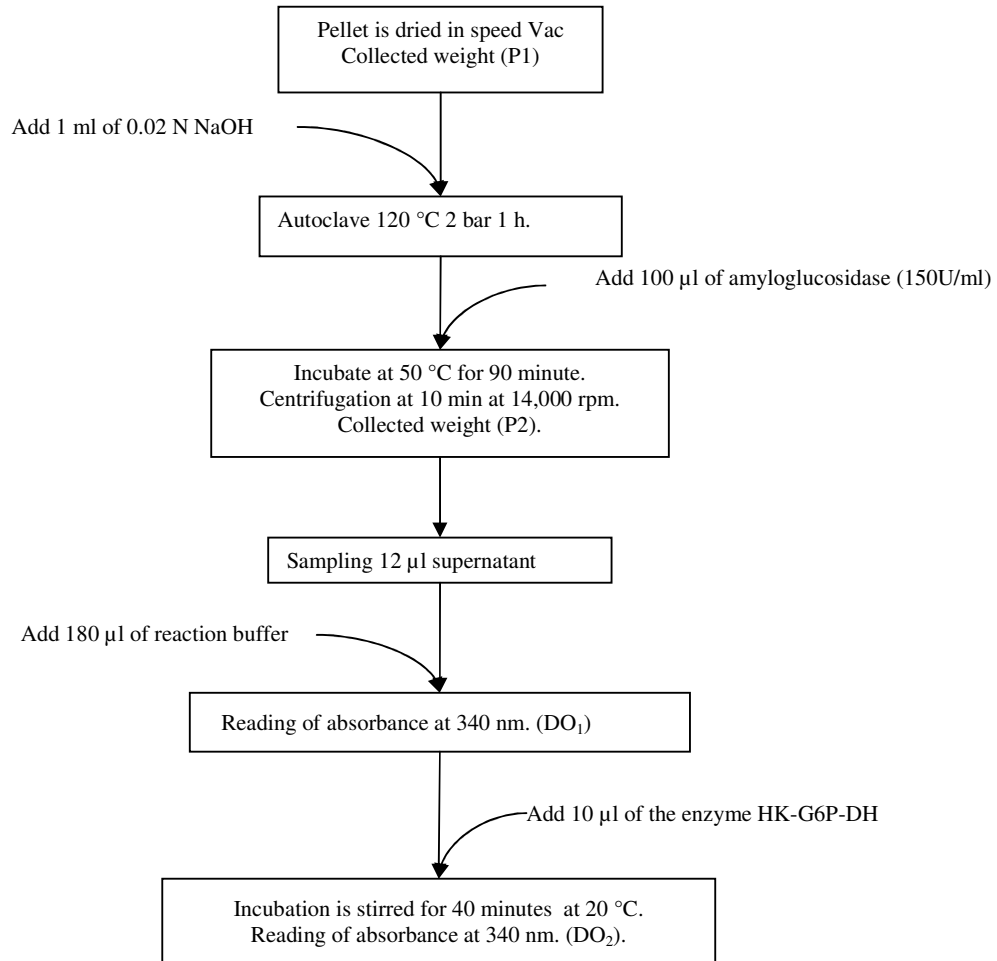 Pellet is dried in speed Vac
Collected weight (P1)
Add 1 ml of 0.02 N NaOH
Autoclave 120 °C 2 bar 1 h.
Add 100 µl of amyloglucosidase (150U/ml)
Incubate at 50 °C for 90 minute.
Centrifugation at 10 min at 14,000 rpm.
Collected weight (P2).
Sampling 12 µl supernatant
Add 180 µl of reaction buffer
Reading of absorbance at 340 nm. (DO₁)
Add 10 µl of the enzyme HK-G6P-DH
Incubation is stirred for 40 minutes at 20 °C.
Reading of absorbance at 340 nm. (DO₂).